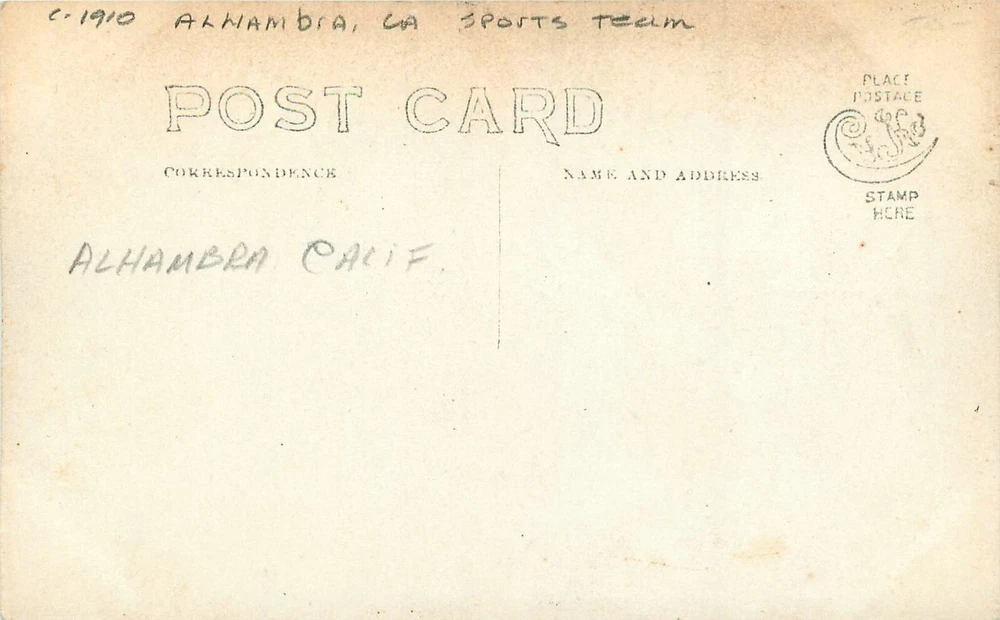 C-1910 ALHAMbrA, CA SPORTS TEAM
POST CARD
PLACE
POSTAGE
STAMP
HERE
CORRESPONDENCE
NAME AND ADDRESS
ALHAMBRA CALIF.